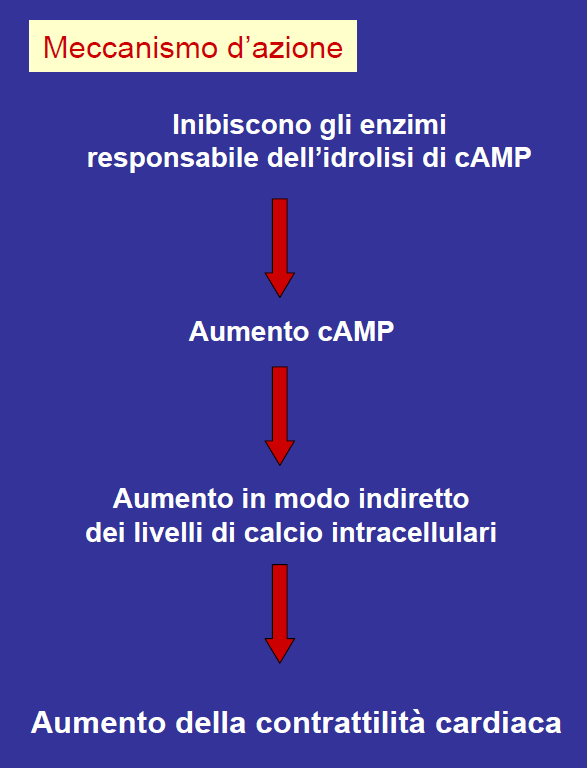 Meccanismo d’azione
Inibiscono gli enzimi
responsabile dell’idrolisi di cAMP
Aumento cAMP
Aumento in modo indiretto
dei livelli di calcio intracellulari
Aumento della contrattilità cardiaca